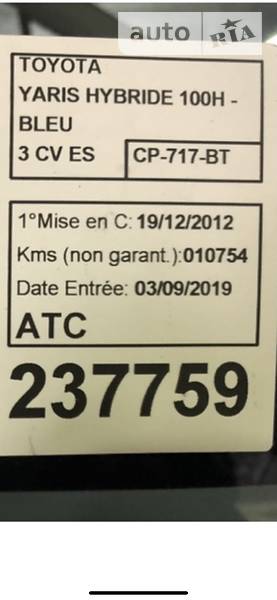 auto RIA
TOYOTA
YARIS HYBRIDE 100H -
BLEU
3 CV ES
CP-717-BT
1°Mise en C: 19/12/2012
Kms (non garant.):010754
Date Entrée: 03/09/2019
ATC
237759